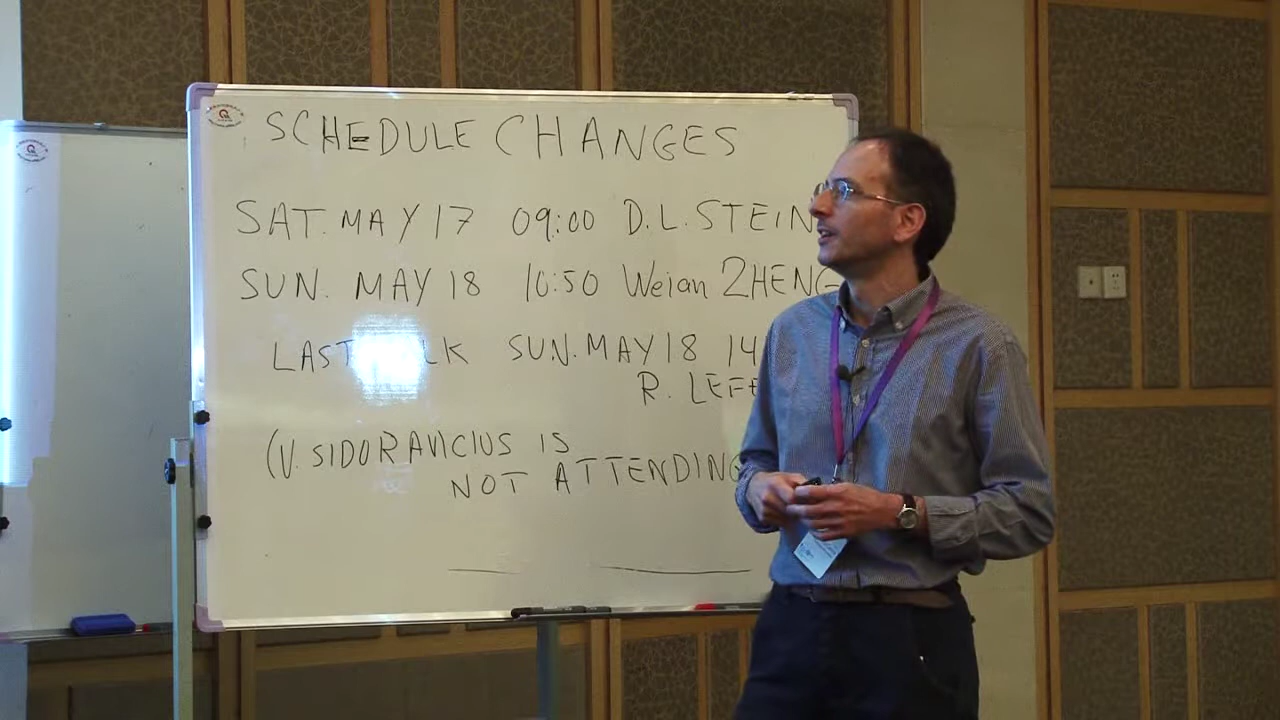 SCHEDULE CHANGES
SAT. MAY 17 09:00 D.L. STEIN
SUN. MAY 18 10:50 Weian ZHENG
LAST SUN. MAY 18 14
R. LEFE
(V. SIDORAVICIUS IS
NOT ATTENDING